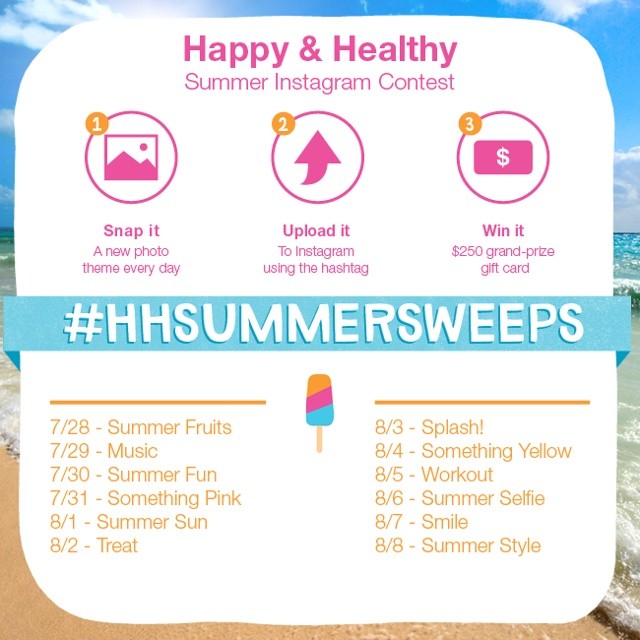 Happy & Healthy
Summer Instagram Contest
1
2
3
$
Snap it
A new photo
theme every day
Upload it
To Instagram
using the hashtag
Win it
$250 grand-prize
gift card
#HHSUMMERSWEEPS
7/28 - Summer Fruits
7/29 - Music
7/30 - Summer Fun
7/31 - Something Pink
8/1 - Summer Sun
8/2 - Treat
8/3 - Splash!
8/4 - Something Yellow
8/5 - Workout
8/6 - Summer Selfie
8/7 - Smile
8/8 - Summer Style